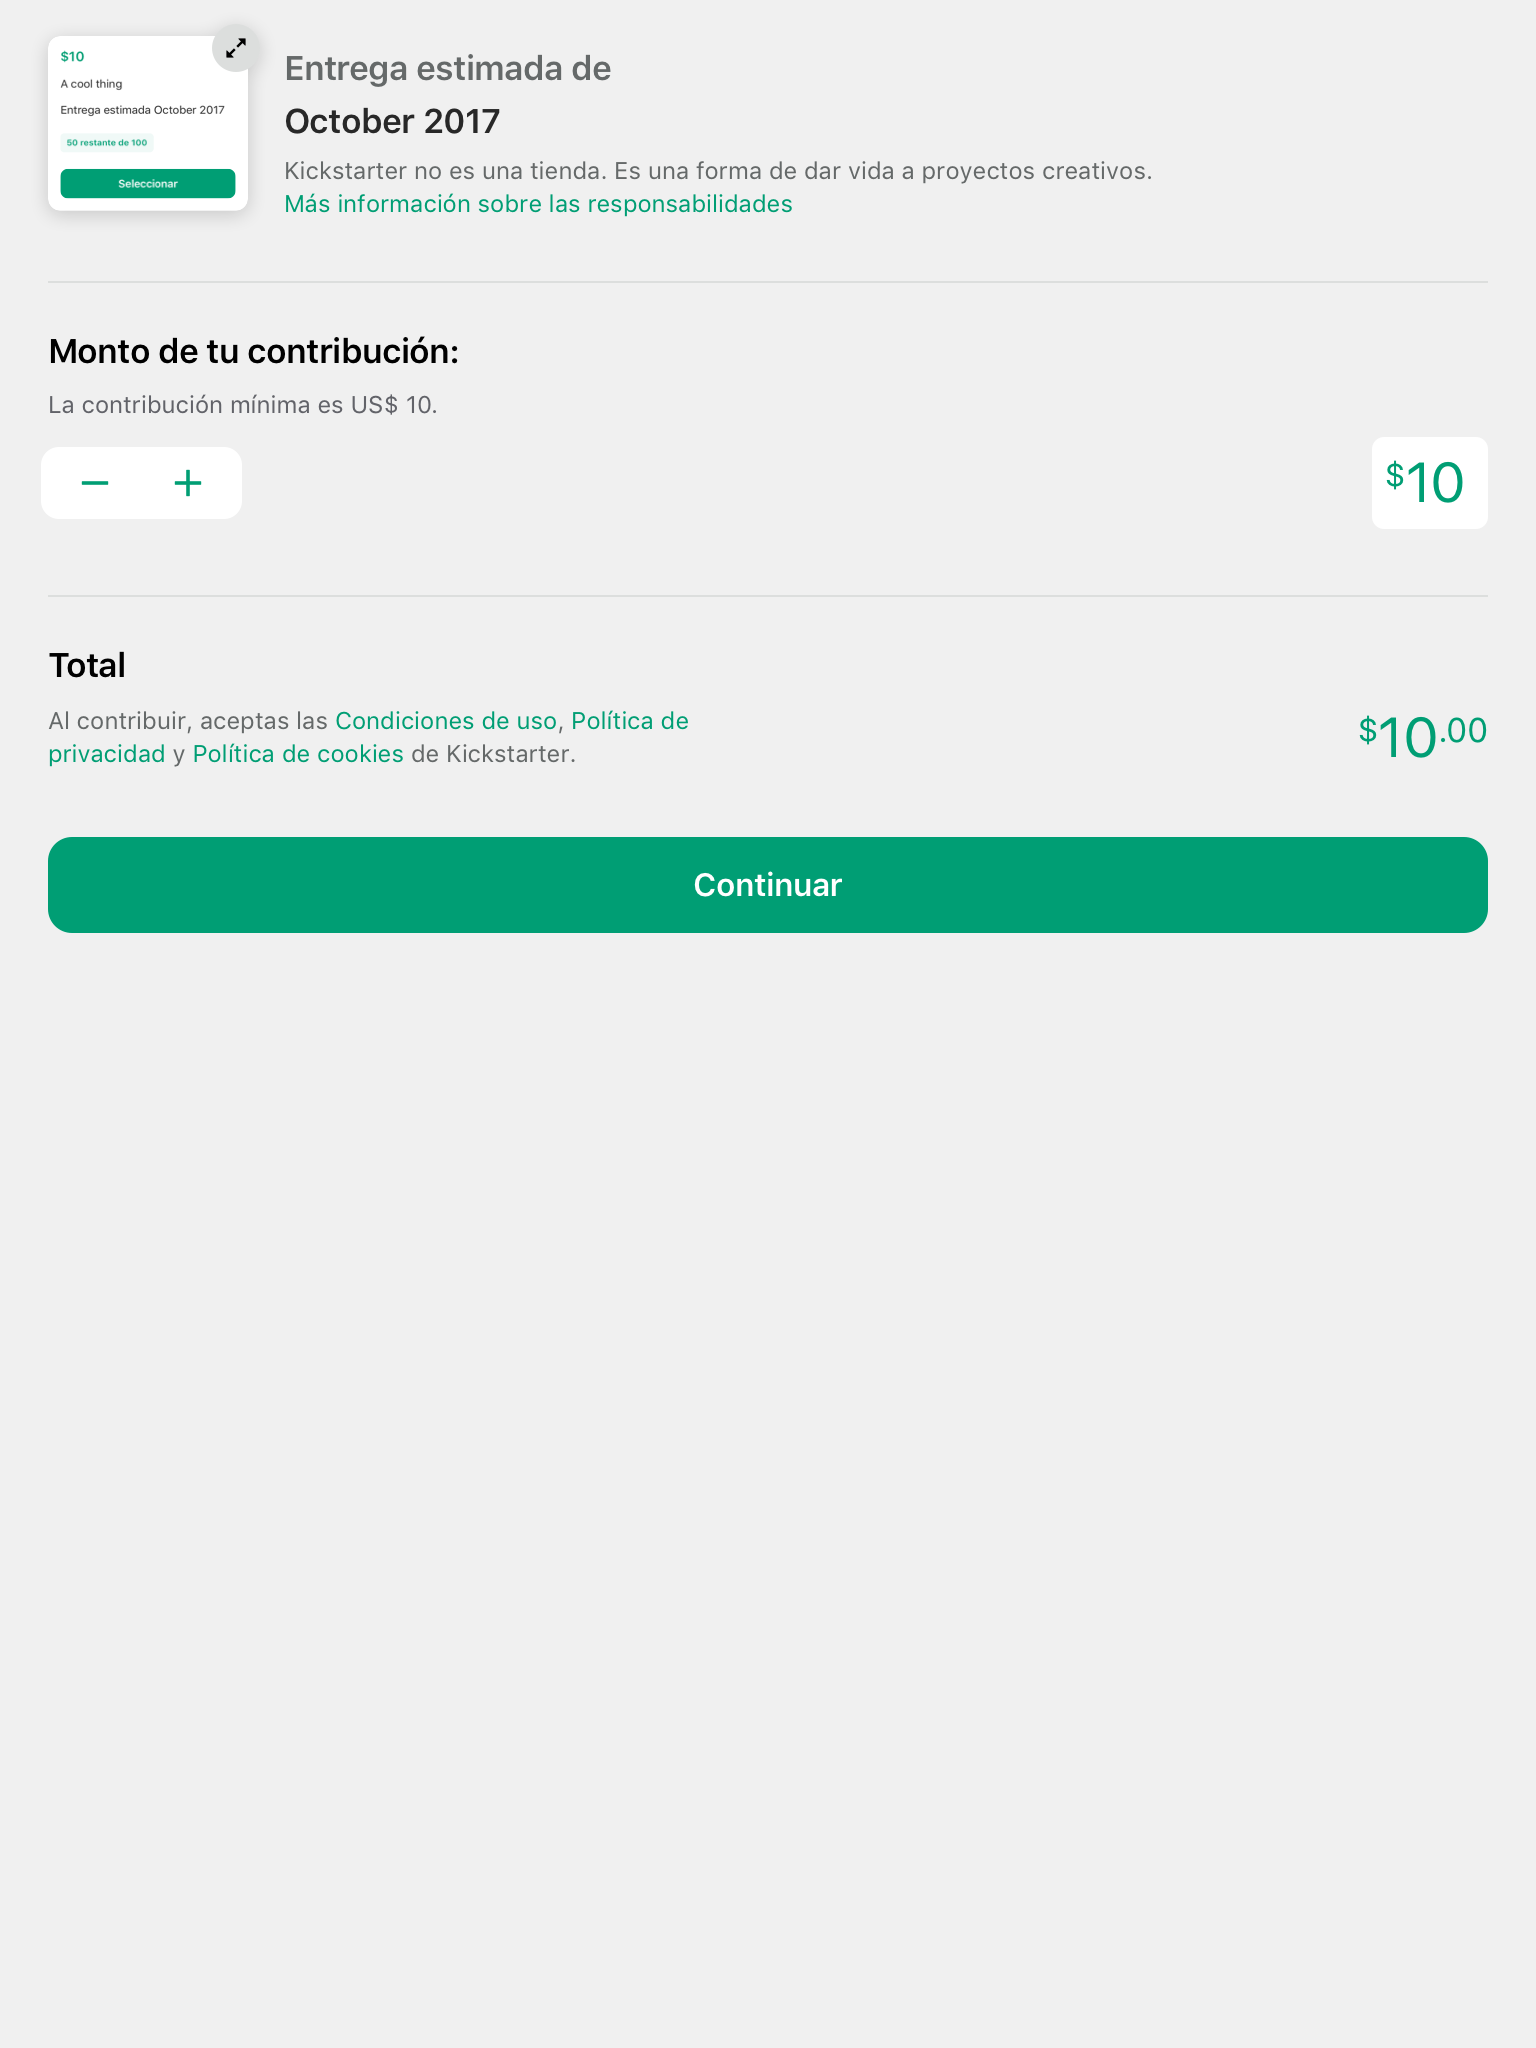 $10
A cool thing
Entrega estimada October 2017
50 restante de 100
Seleccionar
Entrega estimada de
October 2017
Kickstarter no es una tienda. Es una forma de dar vida a proyectos creativos.
Más información sobre las responsabilidades
Monto de tu contribución:
La contribución mínima es US$ 10.
$10
Total
Al contribuir, aceptas las Condiciones de uso, Política de
privacidad y Política de cookies de Kickstarter.
$10.00
Continuar